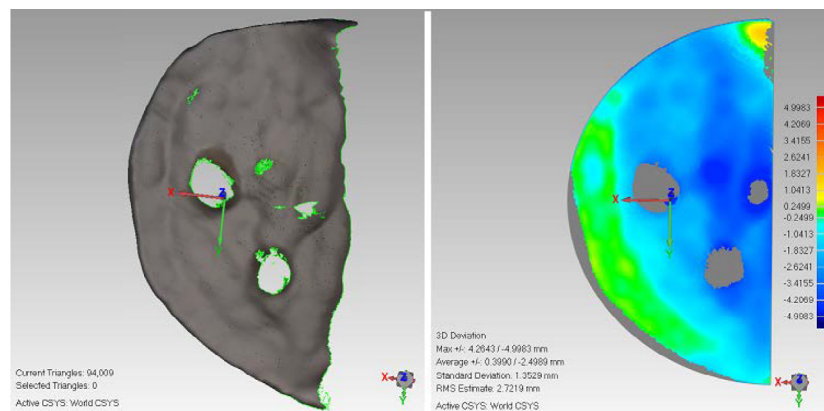 X
Z
Y
Current Triangles: 94,009
Selected Triangles: 0
Active CSYS: World CSYS
X
Z
Y
X
Z
Y
4.9983
4.2069
3.4155
2.6241
1.8327
1.0413
0.2499
-0.2499
-1.0413
-1.8327
-2.6241
-3.4155
-4.2069
-4.9983
3D Deviation
Max +/-: 4.2643 / -4.9983 mm
Average +/-: 0.3990 / -2.4989 mm
Standard Deviation: 1.3529 mm
RMS Estimate: 2.7219 mm
Active CSYS: World CSYS
X
Z
Y